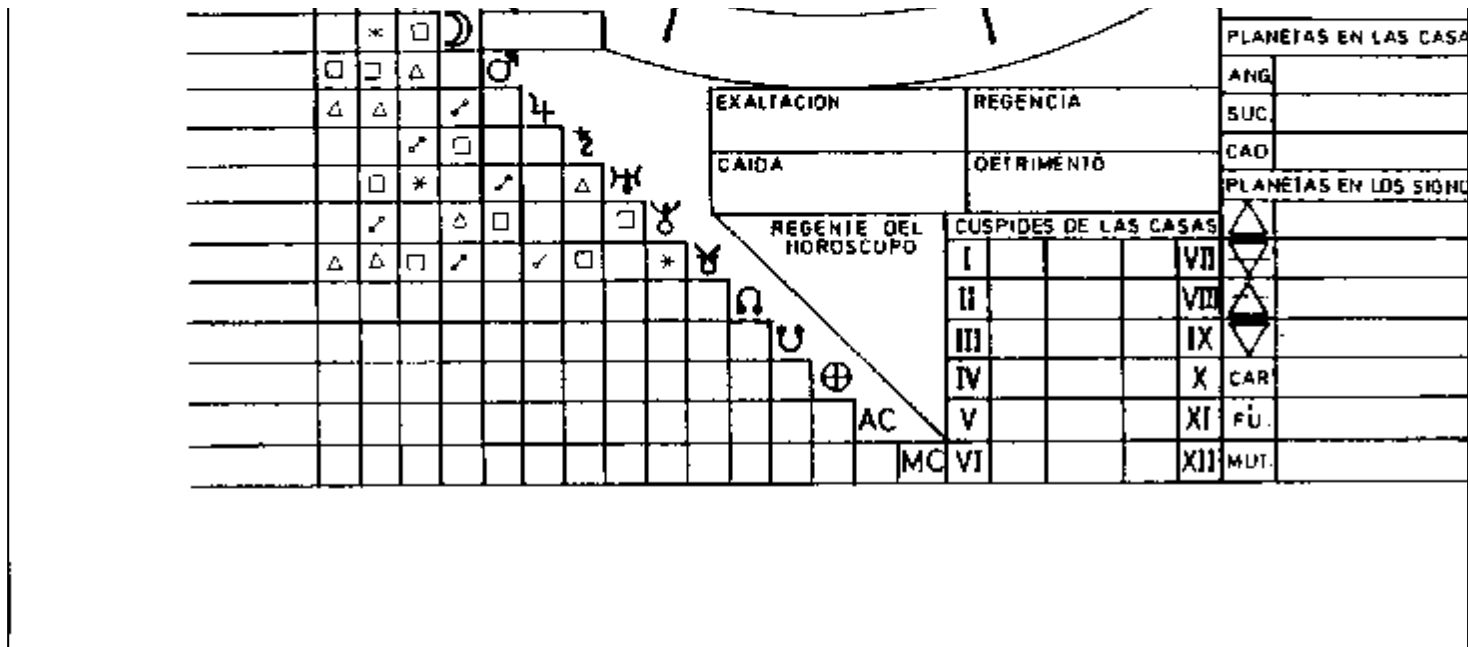 PLANETAS EN LAS CASA
ANG
EXALTACION
REGENCIA
SUC.
CAIDA
DETRIMENTO
CAD
PLANETAS EN LOS SIGNO
REGENTE DEL
HOROSCOPO
CUSPIDES DE LAS CASAS
I
VII
II
VIII
III
IX
IV
X
CAR
AC
V
XI
FIJ.
MC
VI
XII
MUT.